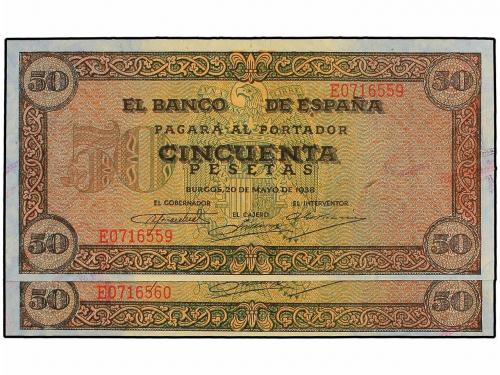 50 50
E0716559
EL BANCO DE ESPAÑA
PAGARÁ AL PORTADOR
50
CINCUENTA
PESETAS
BURGOS, 20 DE MAYO DE 1938
EL GOBERNADOR EL CAJERO EL INTERVENTOR
50 E0716559 50
50 E0716560 50